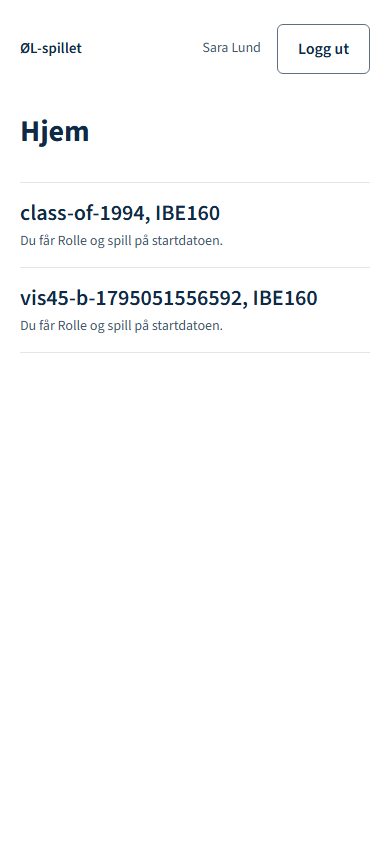 ØL-spillet
Sara Lund
Logg ut
Hjem
class-of-1994, IBE160
Du får Rolle og spill på startdatoen.
vis45-b-1795051556592, IBE160
Du får Rolle og spill på startdatoen.